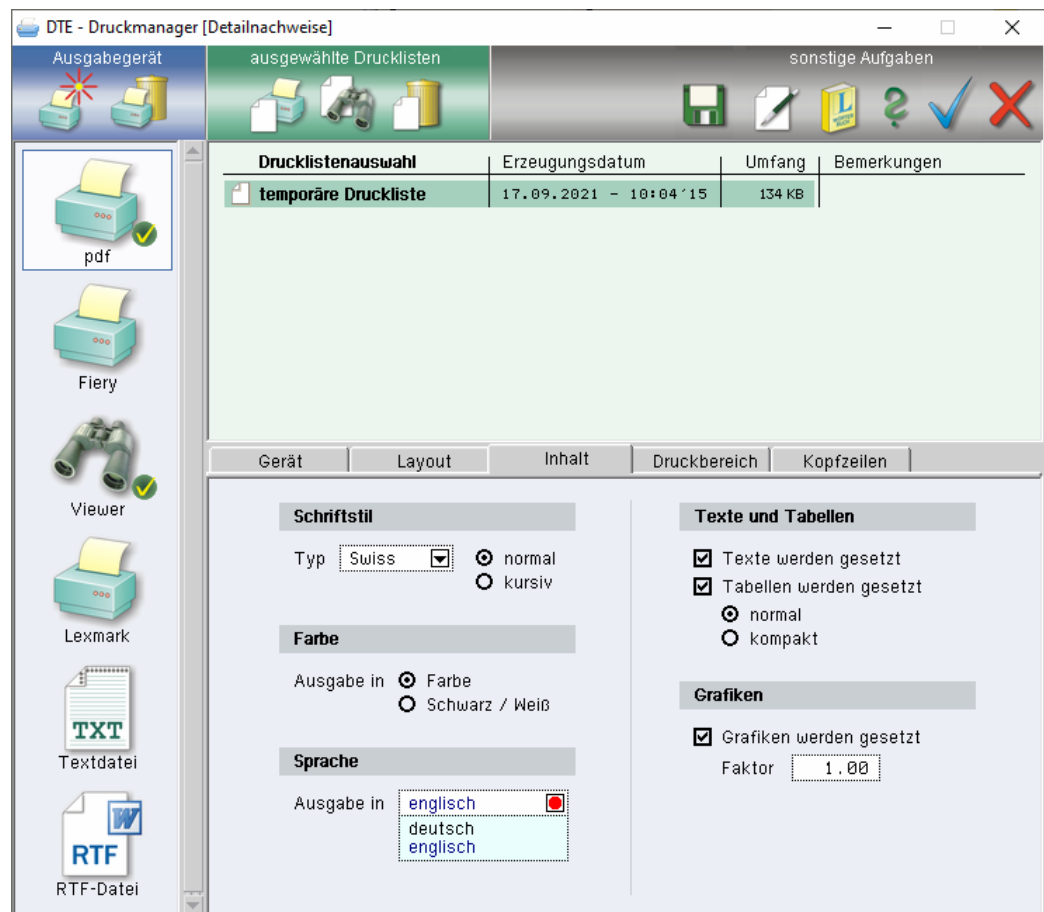 DTE - Druckmanager [Detailnachweise]
Ausgabegerät
ausgewählte Drucklisten
sonstige Aufgaben
L
WÖRTER
BUCH
Drucklistenauswahl Erzeugungsdatum Umfang Bemerkungen
temporäre Druckliste 17.09.2021 - 10:04´15 134 KB
pdf
Fiery
Viewer
Lexmark
TXT
Textdatei
W
RTF
RTF-Datei
Gerät Layout Inhalt Druckbereich Kopfzeilen
Schriftstil
Typ Swiss normal
kursiv
Farbe
Ausgabe in Farbe
Schwarz / Weiß
Sprache
Ausgabe in englisch
deutsch
englisch
Texte und Tabellen
Texte werden gesetzt
Tabellen werden gesetzt
normal
kompakt
Grafiken
Grafiken werden gesetzt
Faktor 1.00